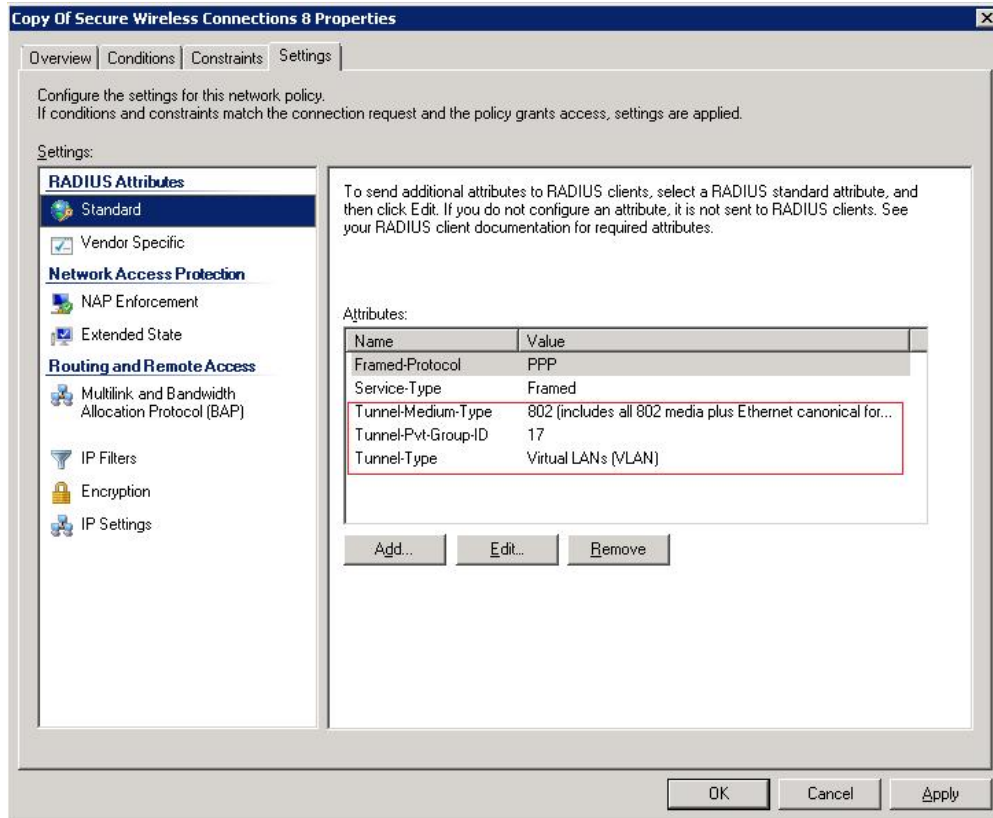 Copy Of Secure Wireless Connections 8 Properties
Overview
Conditions
Constraints
Settings
Configure the settings for this network policy.
If conditions and constraints match the connection request and the policy grants access, settings are applied.
Settings:
RADIUS Attributes
Standard
Vendor Specific
Network Access Protection
NAP Enforcement
Extended State
Routing and Remote Access
Multilink and Bandwidth
Allocation Protocol (BAP)
IP Filters
Encryption
IP Settings
To send additional attributes to RADIUS clients, select a RADIUS standard attribute, and
then click Edit. If you do not configure an attribute, it is not sent to RADIUS clients. See
your RADIUS client documentation for required attributes.
Attributes:
Name Value
Framed-Protocol PPP
Service-Type Framed
Tunnel-Medium-Type 802 (includes all 802 media plus Ethernet canonical for...
Tunnel-Pvt-Group-ID 17
Tunnel-Type Virtual LANs (VLAN)
Add... Edit... Remove
OK Cancel Apply